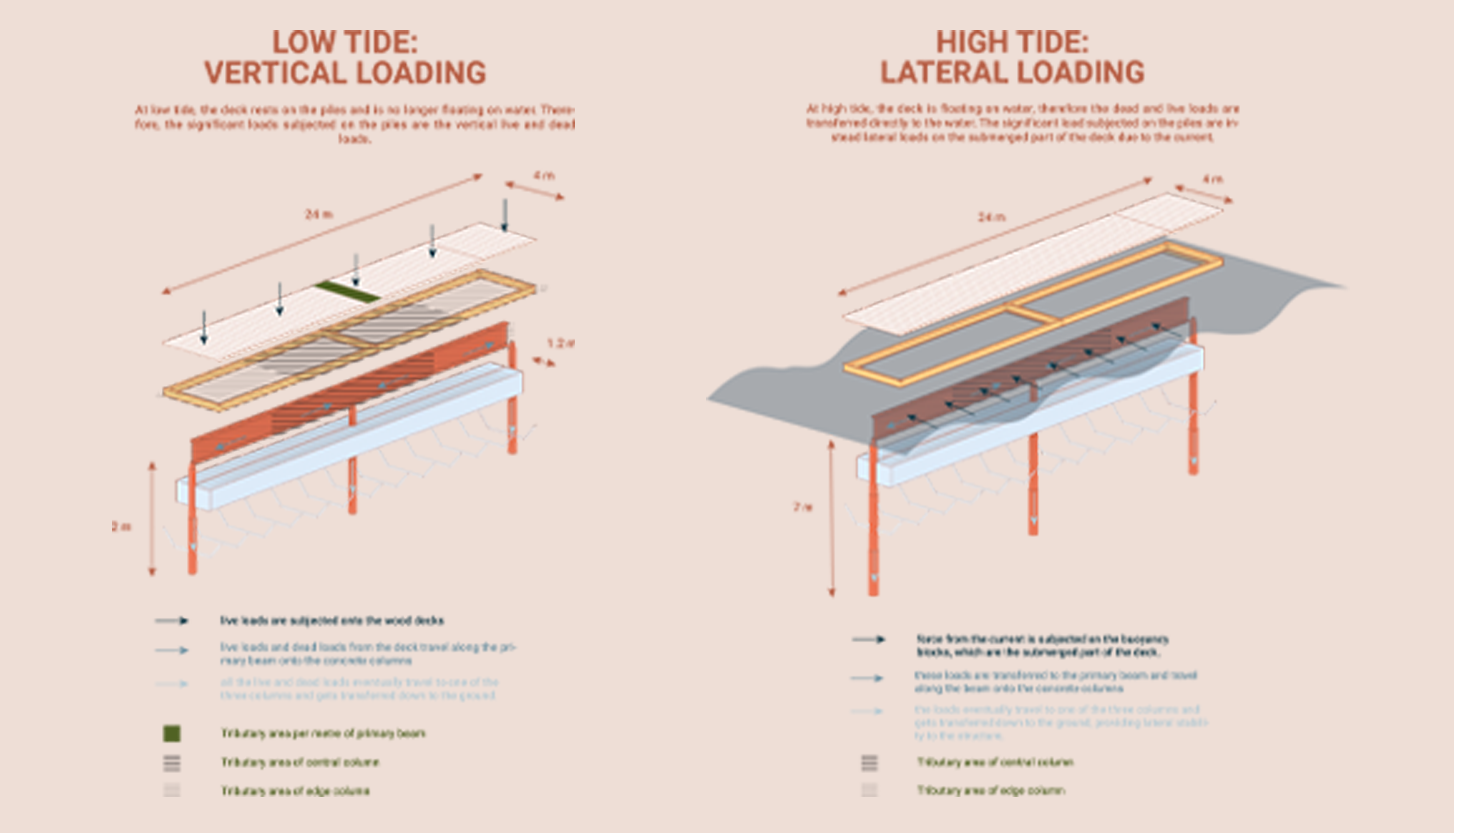 LOW TIDE:
VERTICAL LOADING
At low tide, the deck rests on the piles and is no longer floating on water. There-
fore, the significant loads subjected on the piles are the vertical live and dead
loads.
24 m
4 m
1.2 m
2 m
live loads are subjected onto the wood decks
live loads and dead loads from the deck travel along the pri-
mary beam onto the concrete columns
all the live and dead loads eventually travel to one of the
three columns and gets transferred down to the ground
Tributary area per metre of primary beam
Tributary area of central column
Tributary area of edge column
HIGH TIDE:
LATERAL LOADING
At high tide, the deck is floating on water, therefore the dead and live loads are
transferred directly to the water. The significant load subjected on the piles are in-
stead lateral loads on the submerged part of the deck due to the current.
24 m
4 m
7 m
force from the current is subjected on the buoyancy
blocks, which are the submerged part of the deck.
these loads are transferred to the primary beam and travel
along the beam onto the concrete columns
the loads eventually travel to one of the three columns and
gets transferred down to the ground, providing lateral stabili-
ty to the structure.
Tributary area of central column
Tributary area of edge column